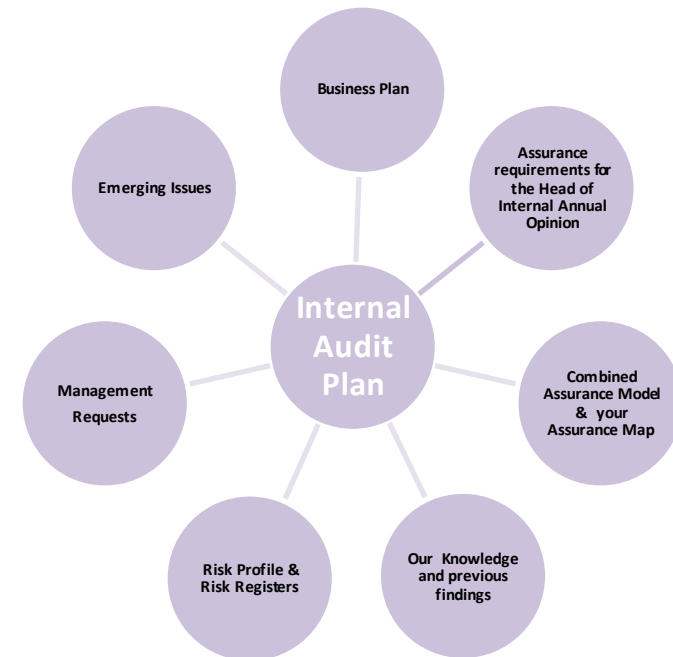 Business Plan
Assurance
requirements for
the Head of
Internal Annual
Opinion
Emerging Issues
Internal
Audit
Plan
Combined
Assurance Model
& your
Assurance Map
Management
Requests
Our Knowledge
and previous
findings
Risk Profile &
Risk Registers